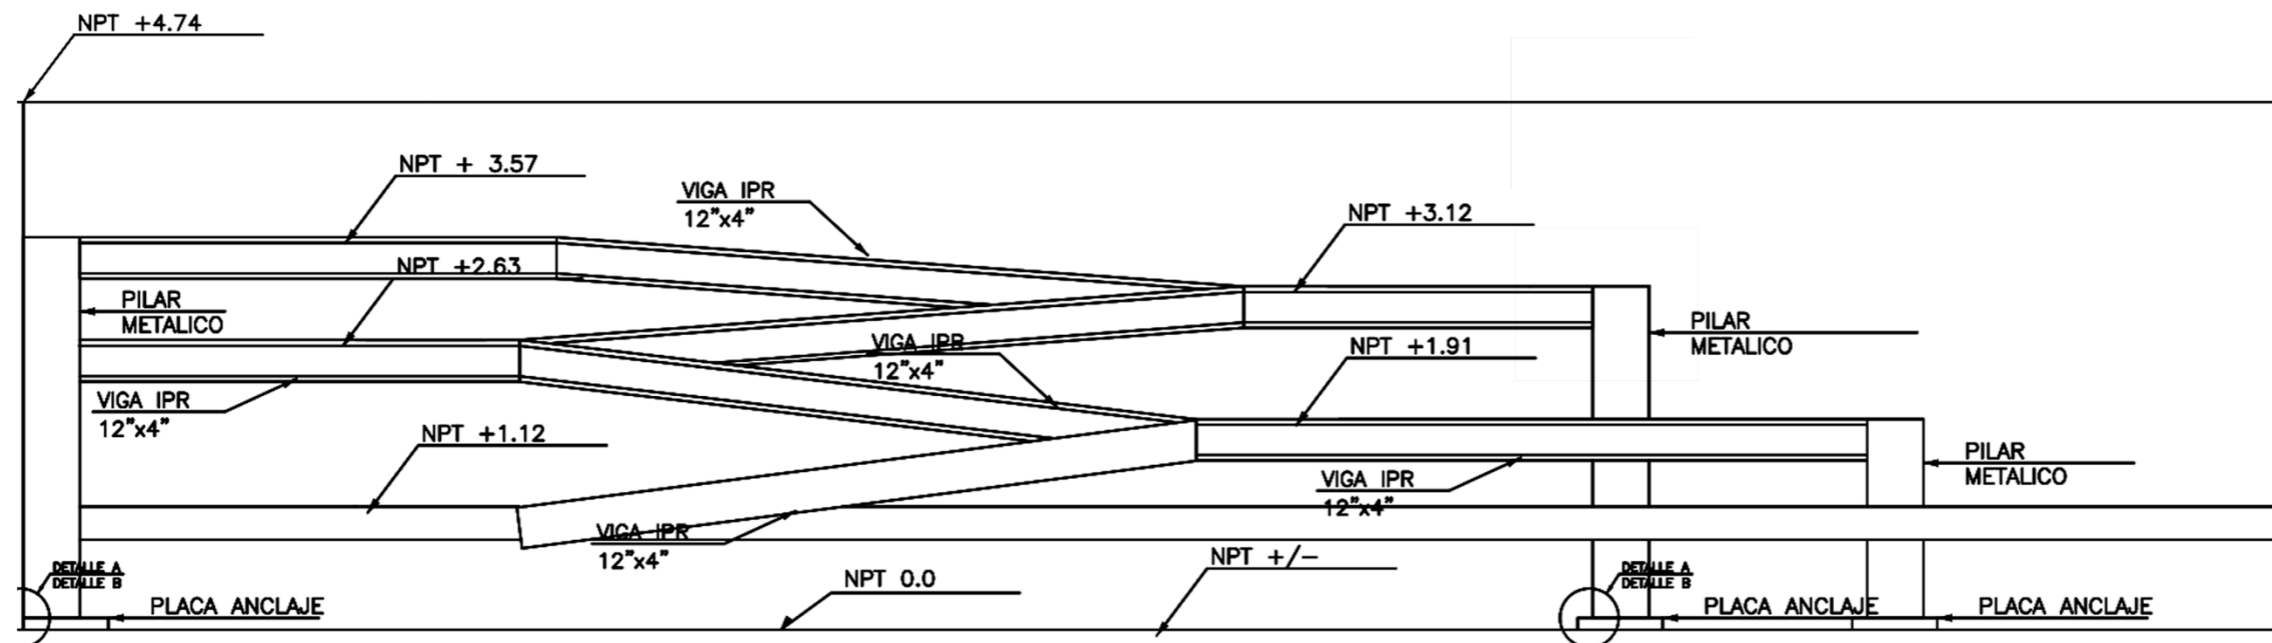 NPT +4.74
NPT + 3.57
VIGA IPR
12"x4"
NPT +3.12
NPT +2.63
PILAR
METALICO
PILAR
METALICO
VIGA IPR
12"x4"
NPT +1.91
VIGA IPR
12"x4"
NPT +1.12
PILAR
METALICO
VIGA IPR
12"x4"
VIGA IPR
12"x4"
NPT +/-
DETALLE A
DETALLE B
NPT 0.0
DETALLE A
DETALLE B
PLACA ANCLAJE
PLACA ANCLAJE
PLACA ANCLAJE